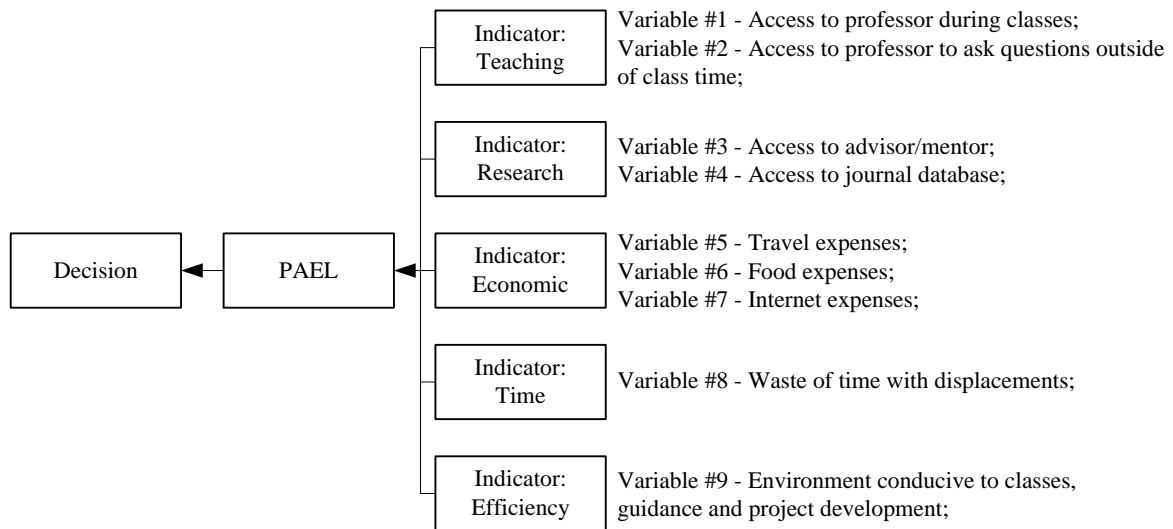 Indicator:
Teaching
Variable #1 - Access to professor during classes;
Variable #2 - Access to professor to ask questions outside
of class time;
Indicator:
Research
Variable #3 - Access to advisor/mentor;
Variable #4 - Access to journal database;
Decision
PAEL
Indicator:
Economic
Variable #5 - Travel expenses;
Variable #6 - Food expenses;
Variable #7 - Internet expenses;
Indicator:
Time
Variable #8 - Waste of time with displacements;
Indicator:
Efficiency
Variable #9 - Environment conducive to classes,
guidance and project development;